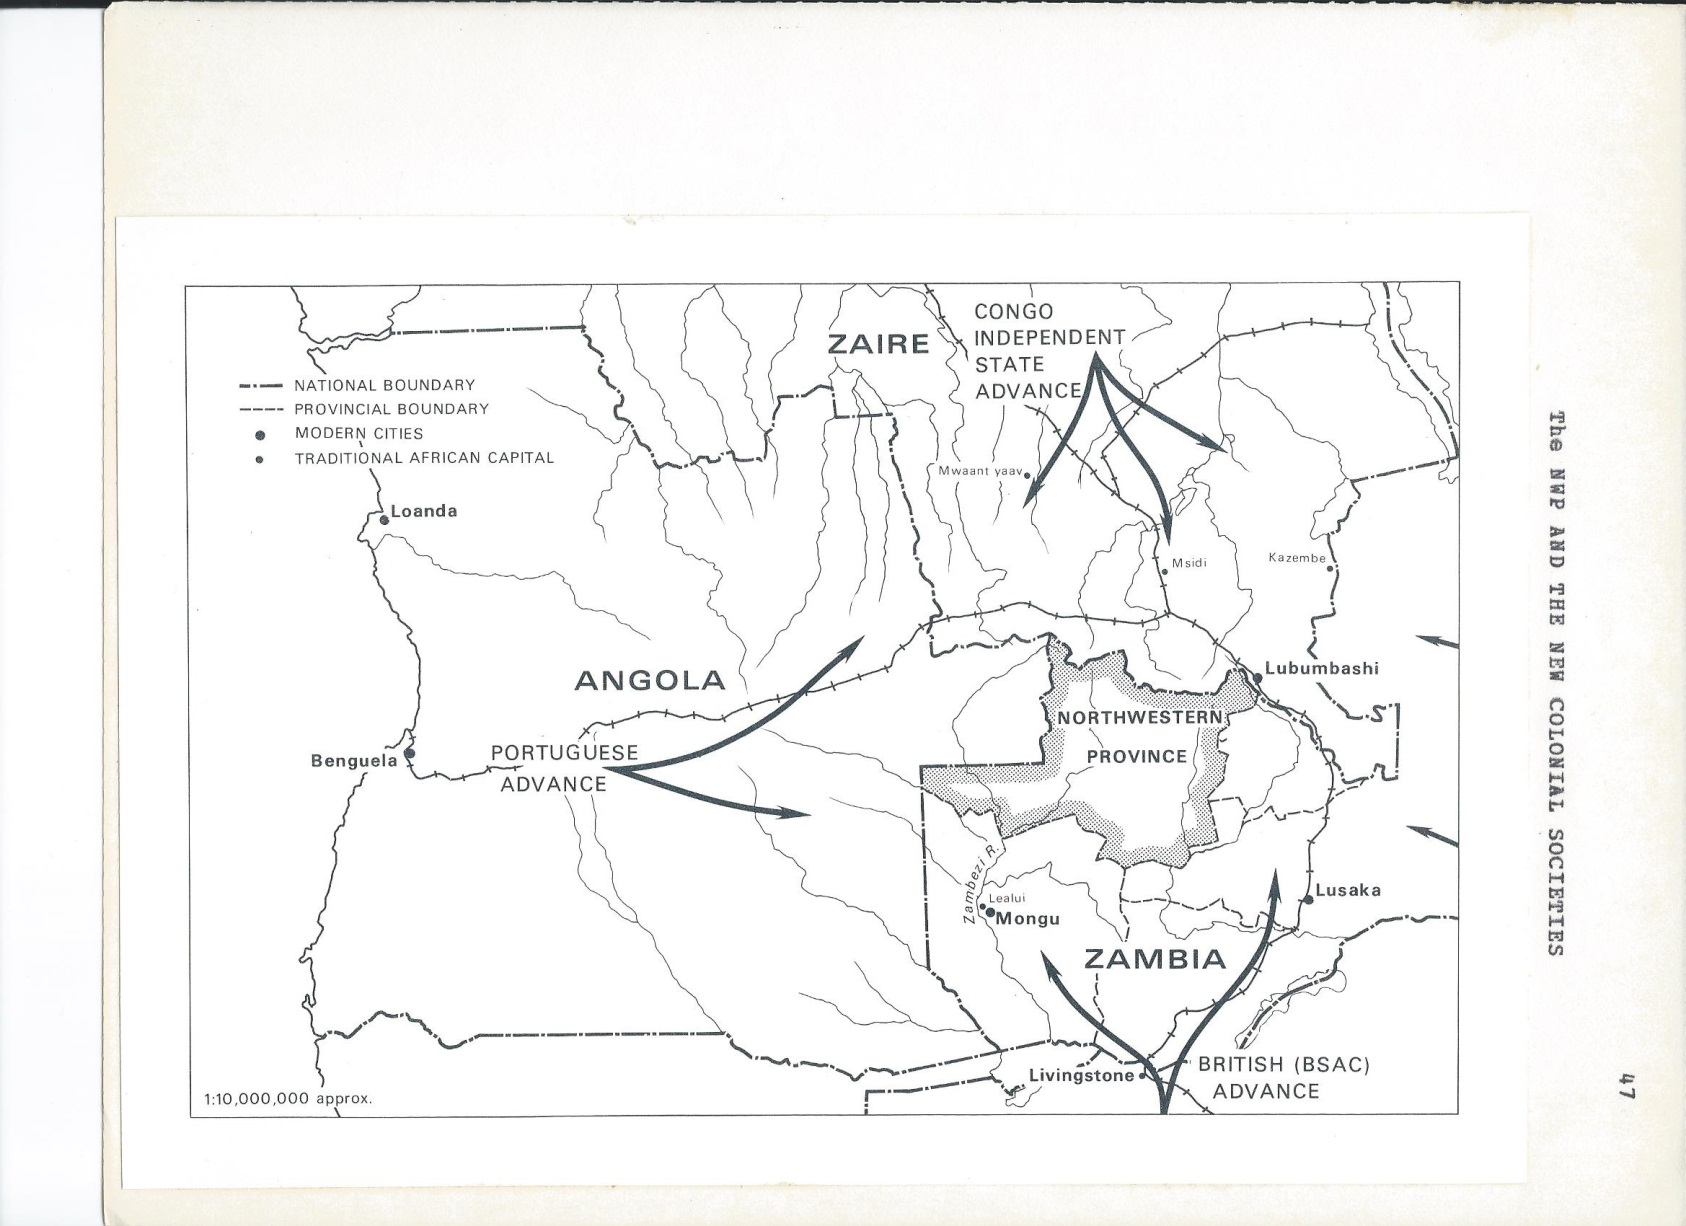 The NWP AND THE NEW COLONIAL SOCIETIES
47
CONGO
INDEPENDENT
STATE
ADVANCE
ZAIRE
NATIONAL BOUNDARY
PROVINCIAL BOUNDARY
MODERN CITIES
TRADITIONAL AFRICAN CAPITAL
Mwaant yaav
Loanda
Msidi
Kazembe
Lubumbashi
ANGOLA
NORTHWESTERN
PROVINCE
PORTUGUESE
ADVANCE
Benguela
Zambezi R.
Lealui
Mongu
Lusaka
ZAMBIA
BRITISH (BSAC)
ADVANCE
Livingstone
1:10,000,000 approx.